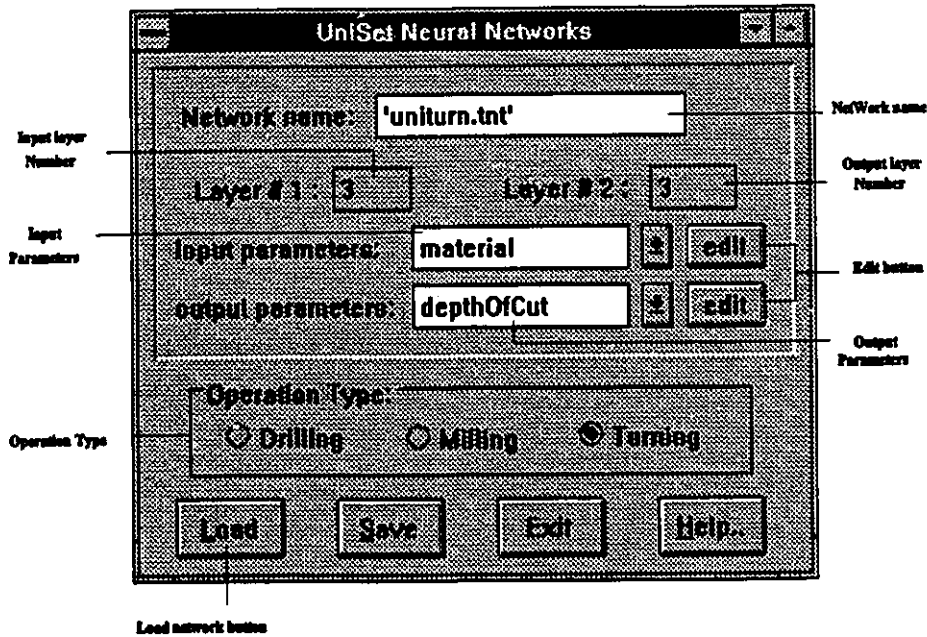 UniSet Neural Networks
Network name: 'uniturn.tnt'
NetWork name
Input layer
Number
Layer # 1 : 3
Layer # 2 : 3
Output layer
Number
Input
Parameters
Input parameters: material edit
Edit button
output parameters: depthOfCut edit
Output
Parameters
Operation Type
Operation Type:
Drilling Milling Turning
Load Save Exit Help..
Load network button